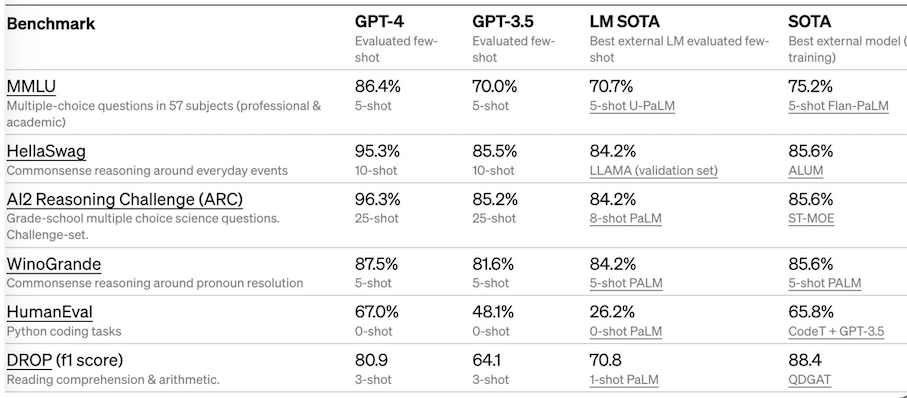 Benchmark GPT-4 GPT-3.5 LM SOTA SOTA
Evaluated few- Evaluated few- Best external LM evaluated few- Best external model (
shot shot shot training)
MMLU 86.4% 70.0% 70.7% 75.2%
Multiple-choice questions in 57 subjects (professional & 5-shot 5-shot 5-shot U-PaLM 5-shot Flan-PaLM
academic)
HellaSwag 95.3% 85.5% 84.2% 85.6%
Commonsense reasoning around everyday events 10-shot 10-shot LLAMA (validation set) ALUM
AI2 Reasoning Challenge (ARC) 96.3% 85.2% 84.2% 85.6%
Grade-school multiple choice science questions. 25-shot 25-shot 8-shot PaLM ST-MOE
Challenge-set.
WinoGrande 87.5% 81.6% 84.2% 85.6%
Commonsense reasoning around pronoun resolution 5-shot 5-shot 5-shot PALM 5-shot PALM
HumanEval 67.0% 48.1% 26.2% 65.8%
Python coding tasks 0-shot 0-shot 0-shot PaLM CodeT + GPT-3.5
DROP (f1 score) 80.9 64.1 70.8 88.4
Reading comprehension & arithmetic. 3-shot 3-shot 1-shot PaLM QDGAT